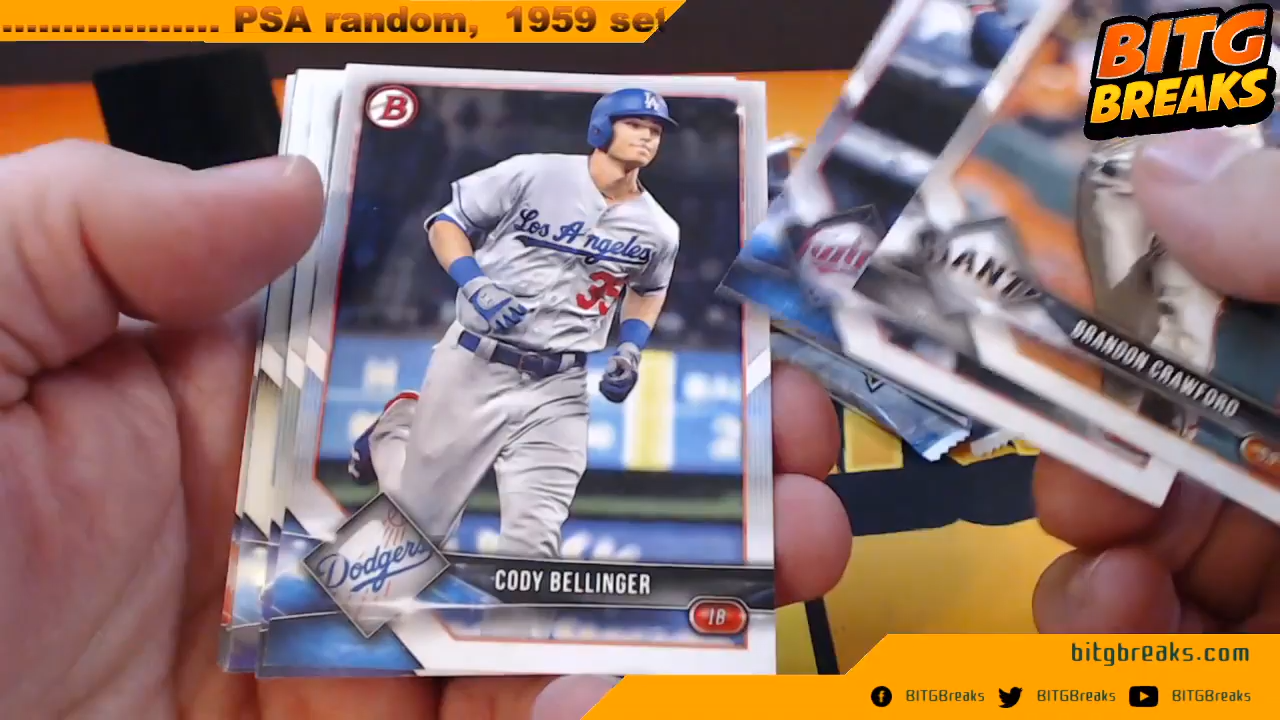 ................. PSA random, 1959 set
BITG
BREAKS
B
LA
Los Angeles
35
Dodgers
CODY BELLINGER
1B
BRANDON CRAWFORD
bitgbreaks.com
BITGBreaks
BITGBreaks
BITGBreaks